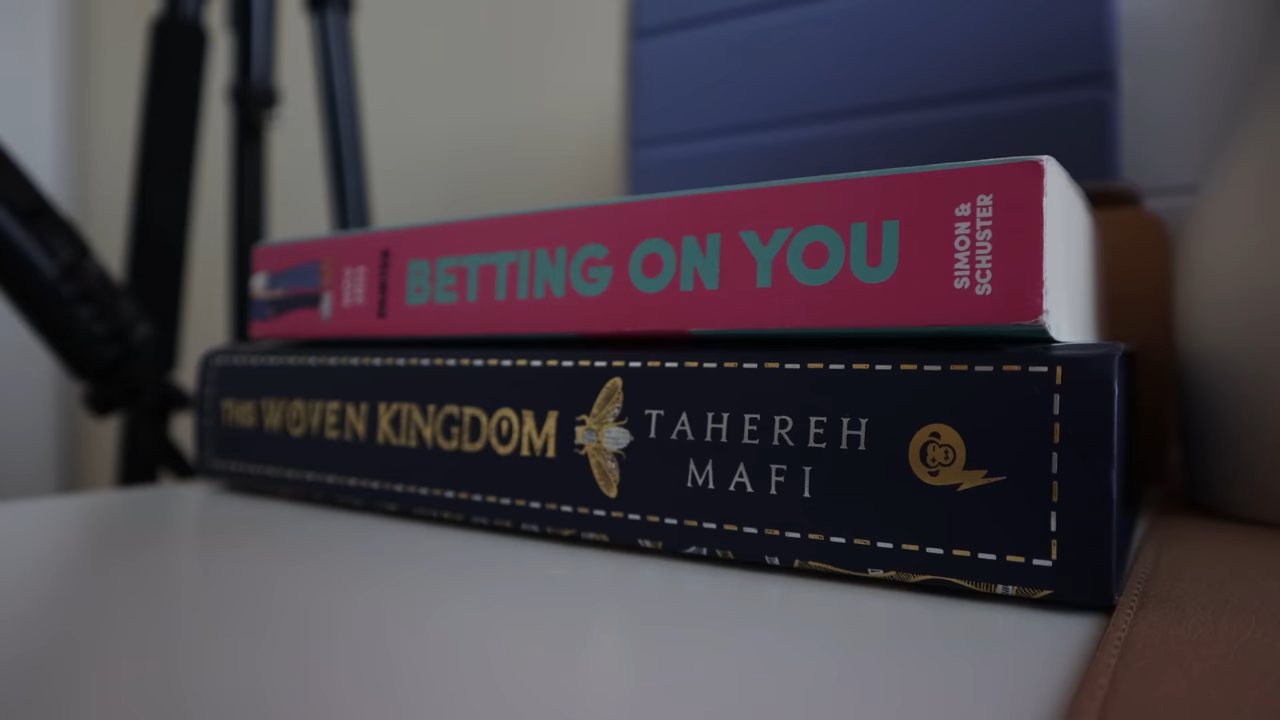 BETTING ON YOU
SIMON &
SCHUSTER
THIS WOVEN KINGDOM
TAHEREH
MAFI